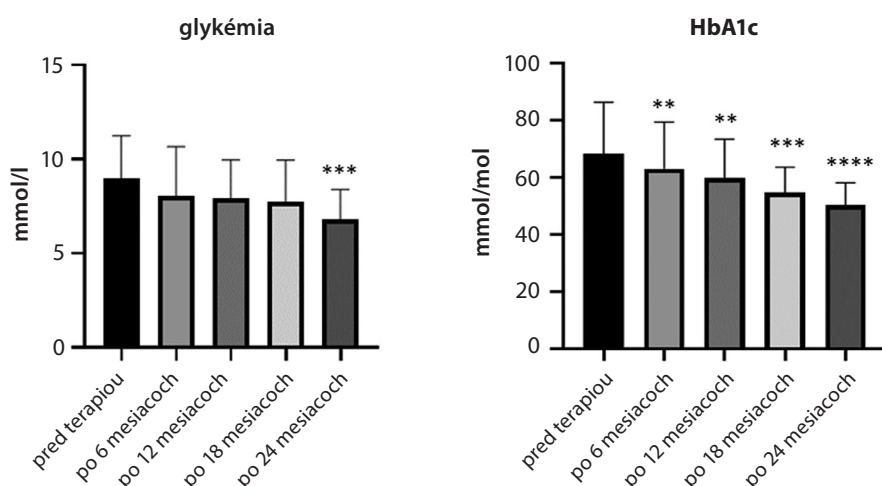 glykémia
15
10
5
0
mmol/l
***
pred terapiou
po 6 mesiacoch
po 12 mesiacoch
po 18 mesiacoch
po 24 mesiacoch
HbA1c
100
80
60
40
20
0
mmol/mol
**
**
***
****
pred terapiou
po 6 mesiacoch
po 12 mesiacoch
po 18 mesiacoch
po 24 mesiacoch